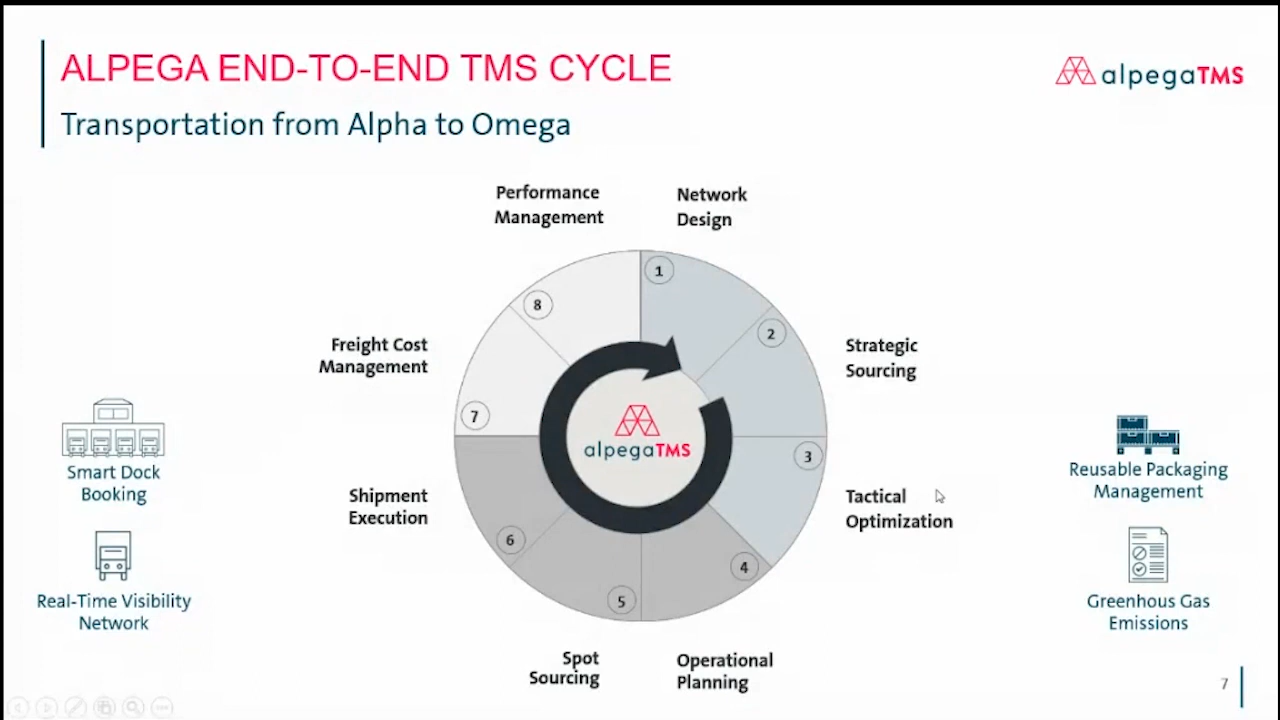 ALPEGA END-TO-END TMS CYCLE
Transportation from Alpha to Omega
alpegaTMS
Performance
Management
Network
Design
1
8
2
Freight Cost
Management
Strategic
Sourcing
7
alpegaTMS
3
Smart Dock
Booking
Reusable Packaging
Management
Shipment
Execution
Tactical
Optimization
6
4
5
Real-Time Visibility
Network
Greenhous Gas
Emissions
Spot
Sourcing
Operational
Planning
7